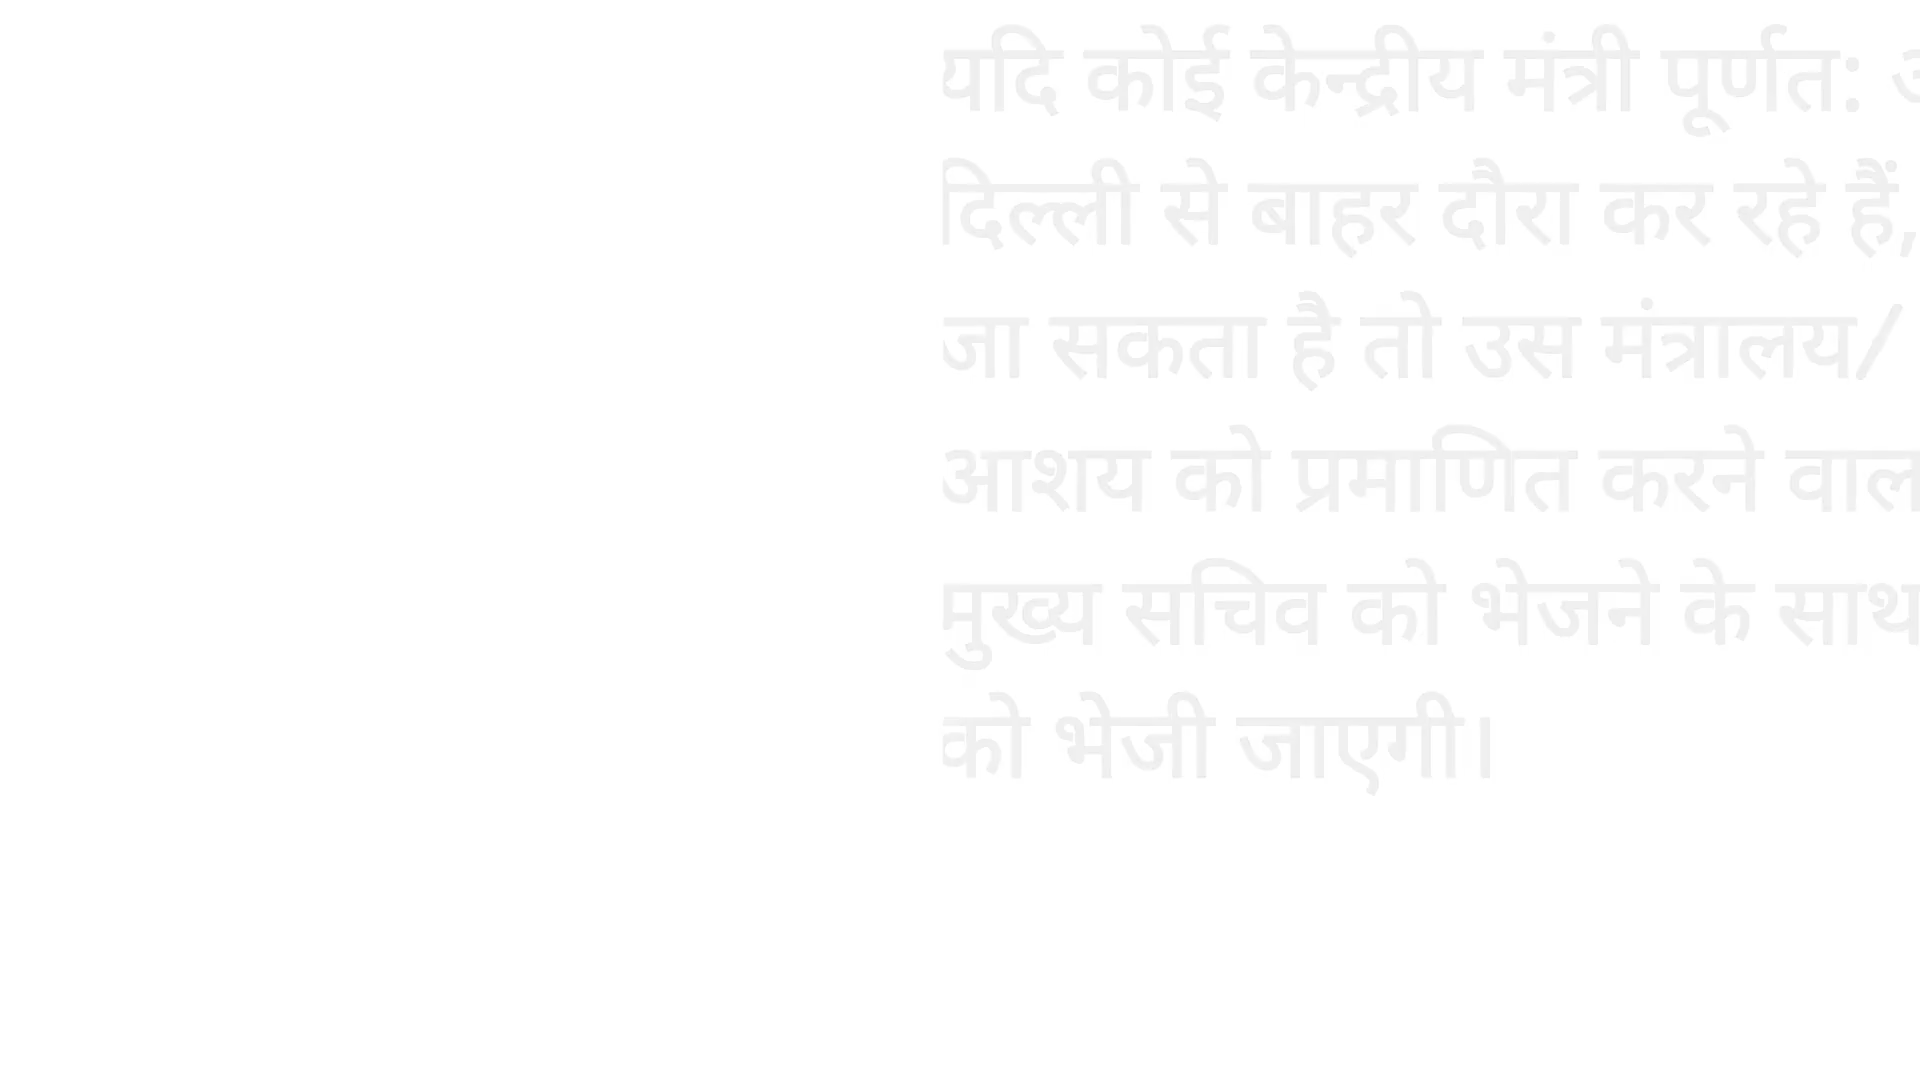 यदि कोई केन्द्रीय मंत्री पूर्णत:
दिल्ली से बाहर दौरा कर रहे हैं,
जा सकता है तो उस मंत्रालय/
आशय को प्रमाणित करने
मुख्य सचिव को भेजने के साथ
को भेजी जाएगी।